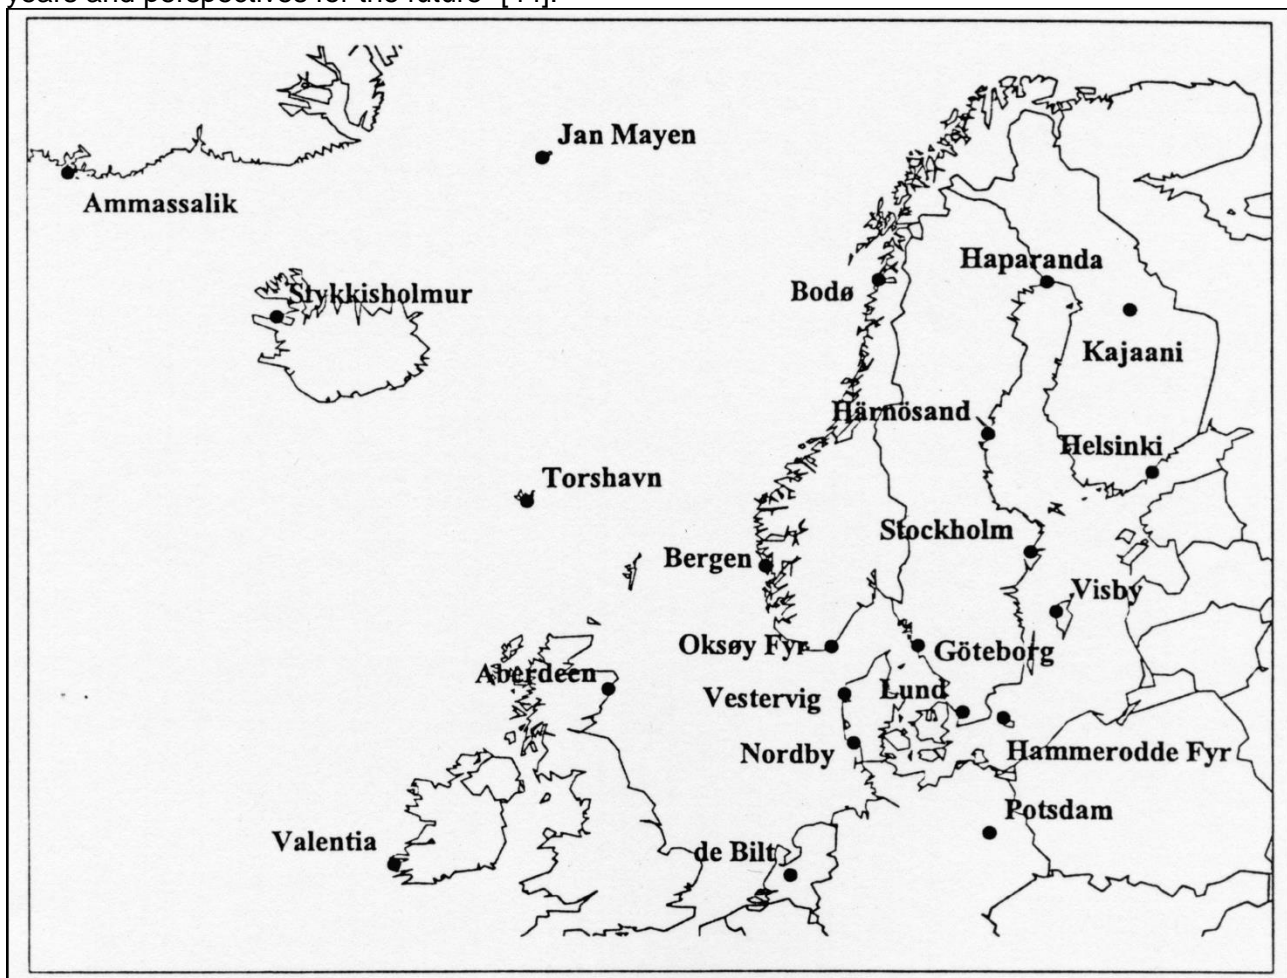 years and perspectives for the future" [44].
Jan Mayen
Ammassalik
Haparanda
Stykkisholmur
Bodø
Kajaani
Härnösand
Helsinki
Torshavn
Stockholm
Bergen
Visby
Oksøy Fyr
Göteborg
Aberdeen
Vestervig
Lund
Nordby
Hammerodde Fyr
Potsdam
Valentia
de Bilt